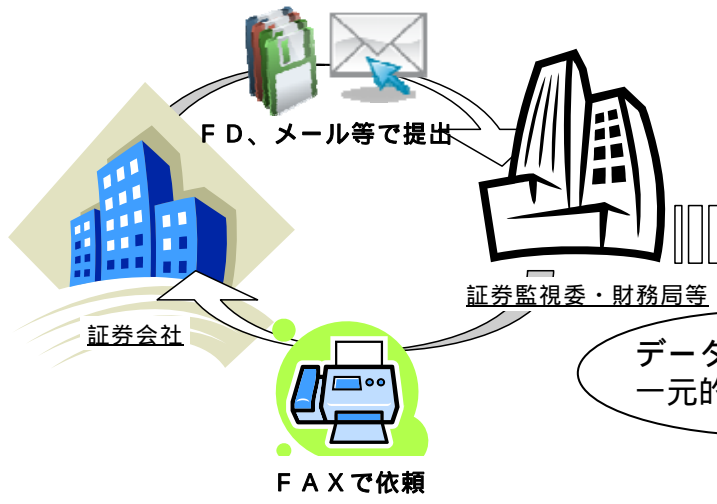 ＦＤ、メール等で提出
証券監視委・財務局等
証券会社
データ
一元的
ＦＡＸで依頼